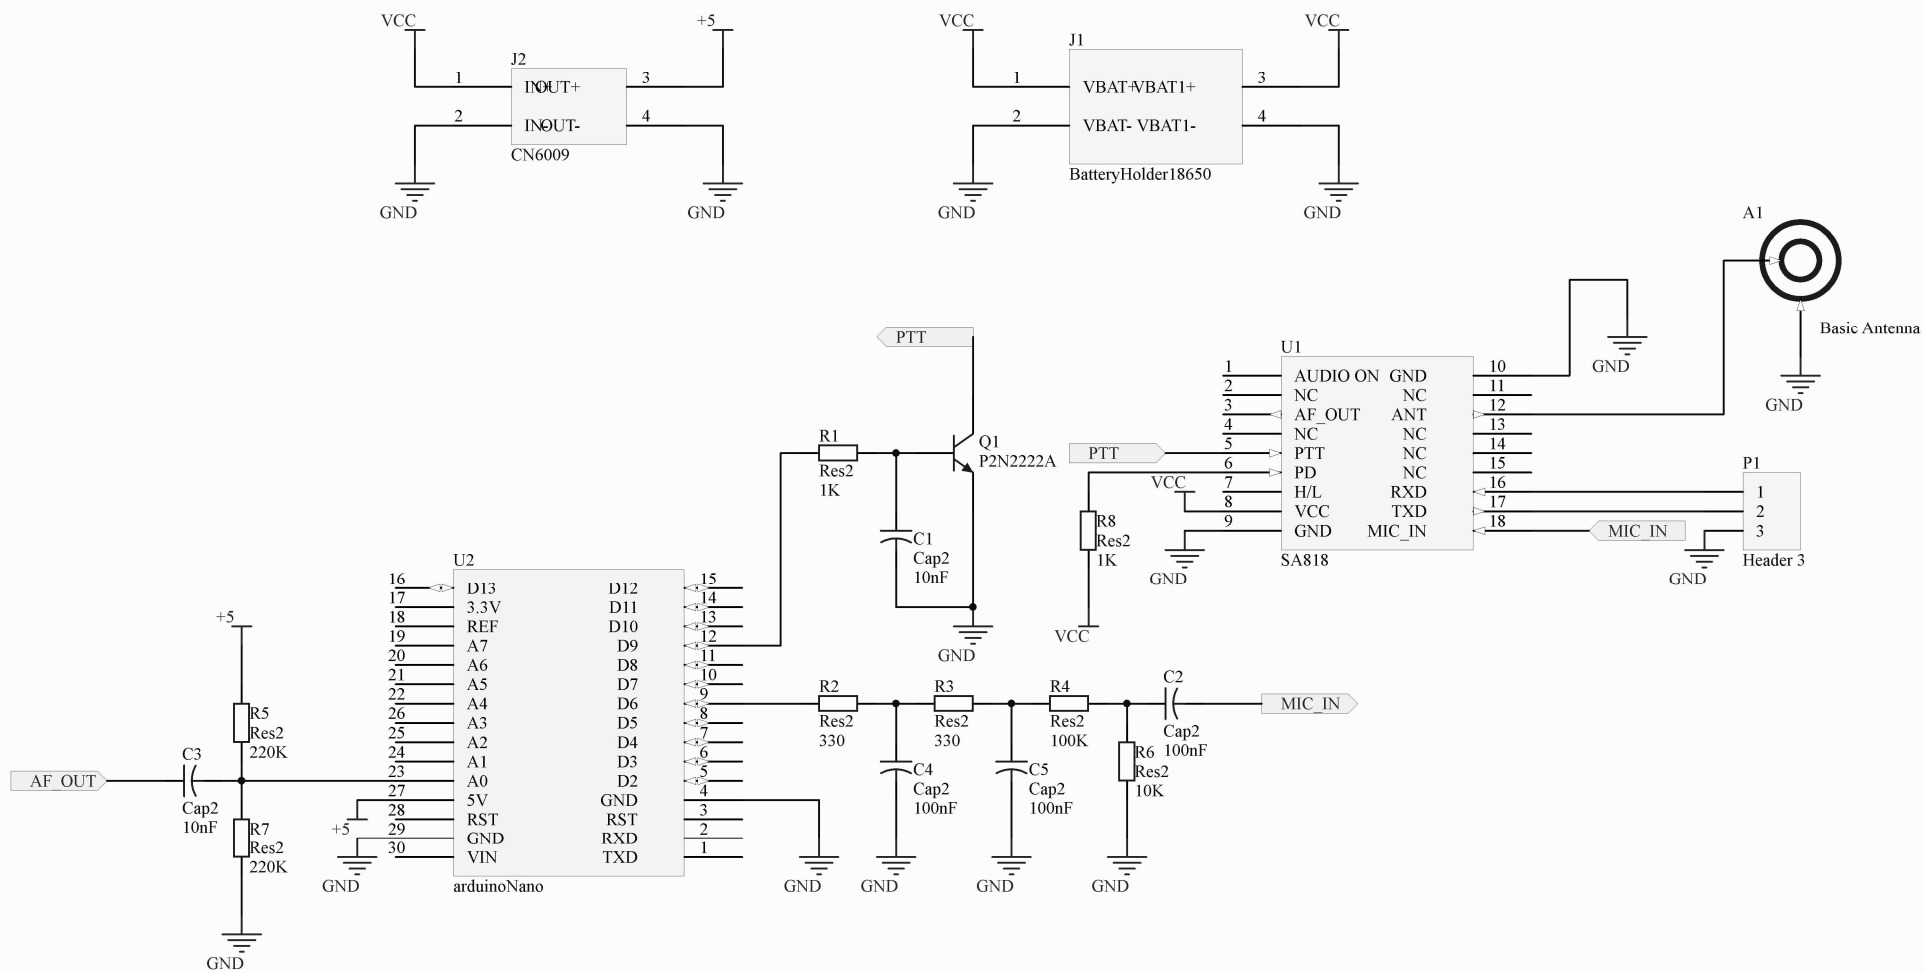 VCC
+5
J2
1
IN+
OUT+
3
2
IN-
OUT-
4
CN6009
GND
GND
VCC
VCC
J1
1
VBAT+
VBAT1+
3
2
VBAT-
VBAT1-
4
BatteryHolder18650
GND
GND
A1
Basic Antenna
GND
PTT
R1
Res2
1K
Q1
P2N2222A
C1
Cap2
10nF
GND
U1
1 AUDIO ON GND 10
2 NC NC 11
3 AF_OUT ANT 12
4 NC NC 13
5 PTT NC 14
6 PD NC 15
7 H/L RXD 16
8 VCC TXD 17
9 GND MIC_IN 18
SA818
GND
PTT
VCC
R8
Res2
1K
GND
VCC
MIC_IN
P1
1
2
3
Header 3
GND
U2
16 D13 D12 15
17 3.3V D11 14
18 REF D10 13
19 A7 D9 12
20 A6 D8 11
21 A5 D7 10
22 A4 D6 9
26 A3 D5 8
25 A2 D4 7
24 A1 D3 6
23 A0 D2 5
27 5V GND 4
28 RST RST 3
29 GND RXD 2
30 VIN TXD 1
arduinoNano
+5
GND
GND
+5
R5
Res2
220K
AF_OUT
C3
Cap2
10nF
R7
Res2
220K
GND
R2
Res2
330
R3
Res2
330
R4
Res2
100K
C2
Cap2
100nF
MIC_IN
C4
Cap2
100nF
C5
Cap2
100nF
R6
Res2
10K
GND
GND
GND